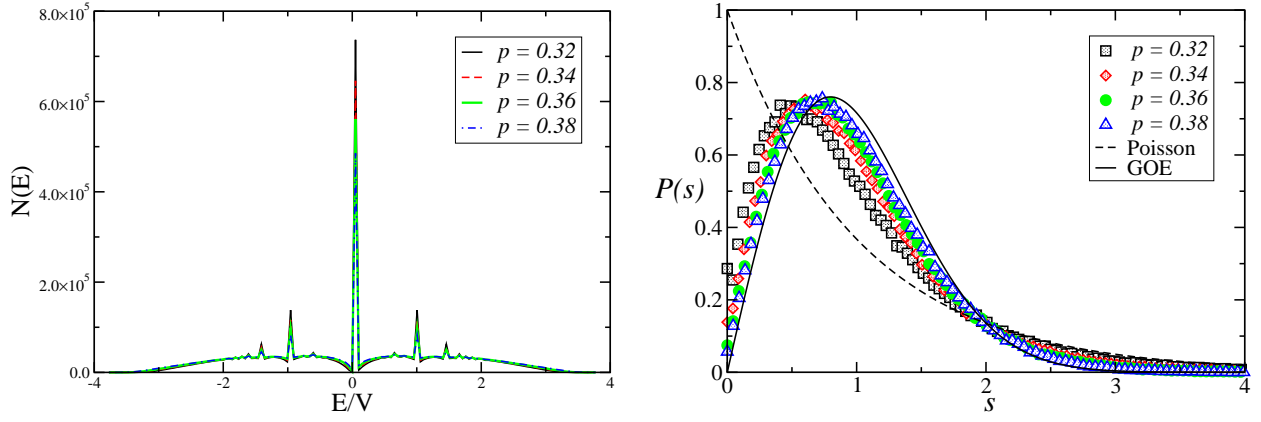 8.0×10⁵
6.0×10⁵
4.0×10⁵
2.0×10⁵
0.0
N(E)
-4
-2
0
2
4
E/V
p = 0.32
p = 0.34
p = 0.36
p = 0.38
1
0.8
0.6
0.4
0.2
0
P(s)
0
1
2
3
4
s
p = 0.32
p = 0.34
p = 0.36
p = 0.38
Poisson
GOE